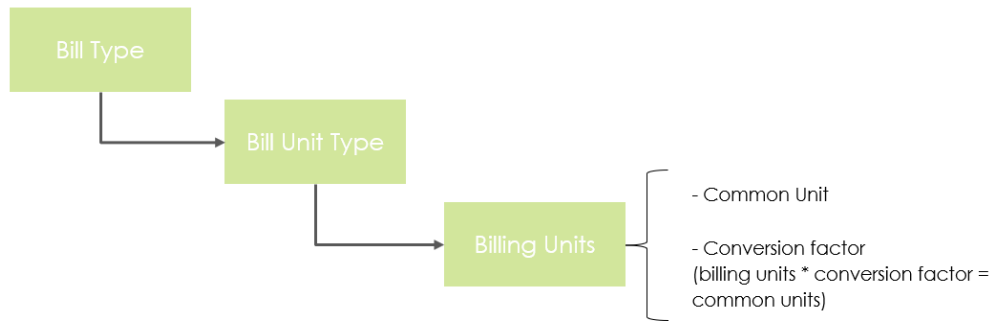 Bill Type
Bill Unit Type
Billing Units
- Common Unit
- Conversion factor
(billing units * conversion factor =
common units)